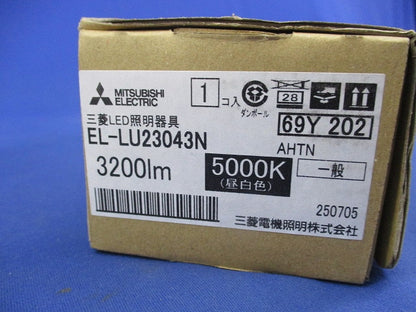 MITSUBISHI
ELECTRIC
1 コ入
ダンボール
28
三菱LED照明器具
69Y 202
EL-LU23043N
AHTN
3200lm
5000K
(昼白色)
一般
250705
三菱電機照明株式会社